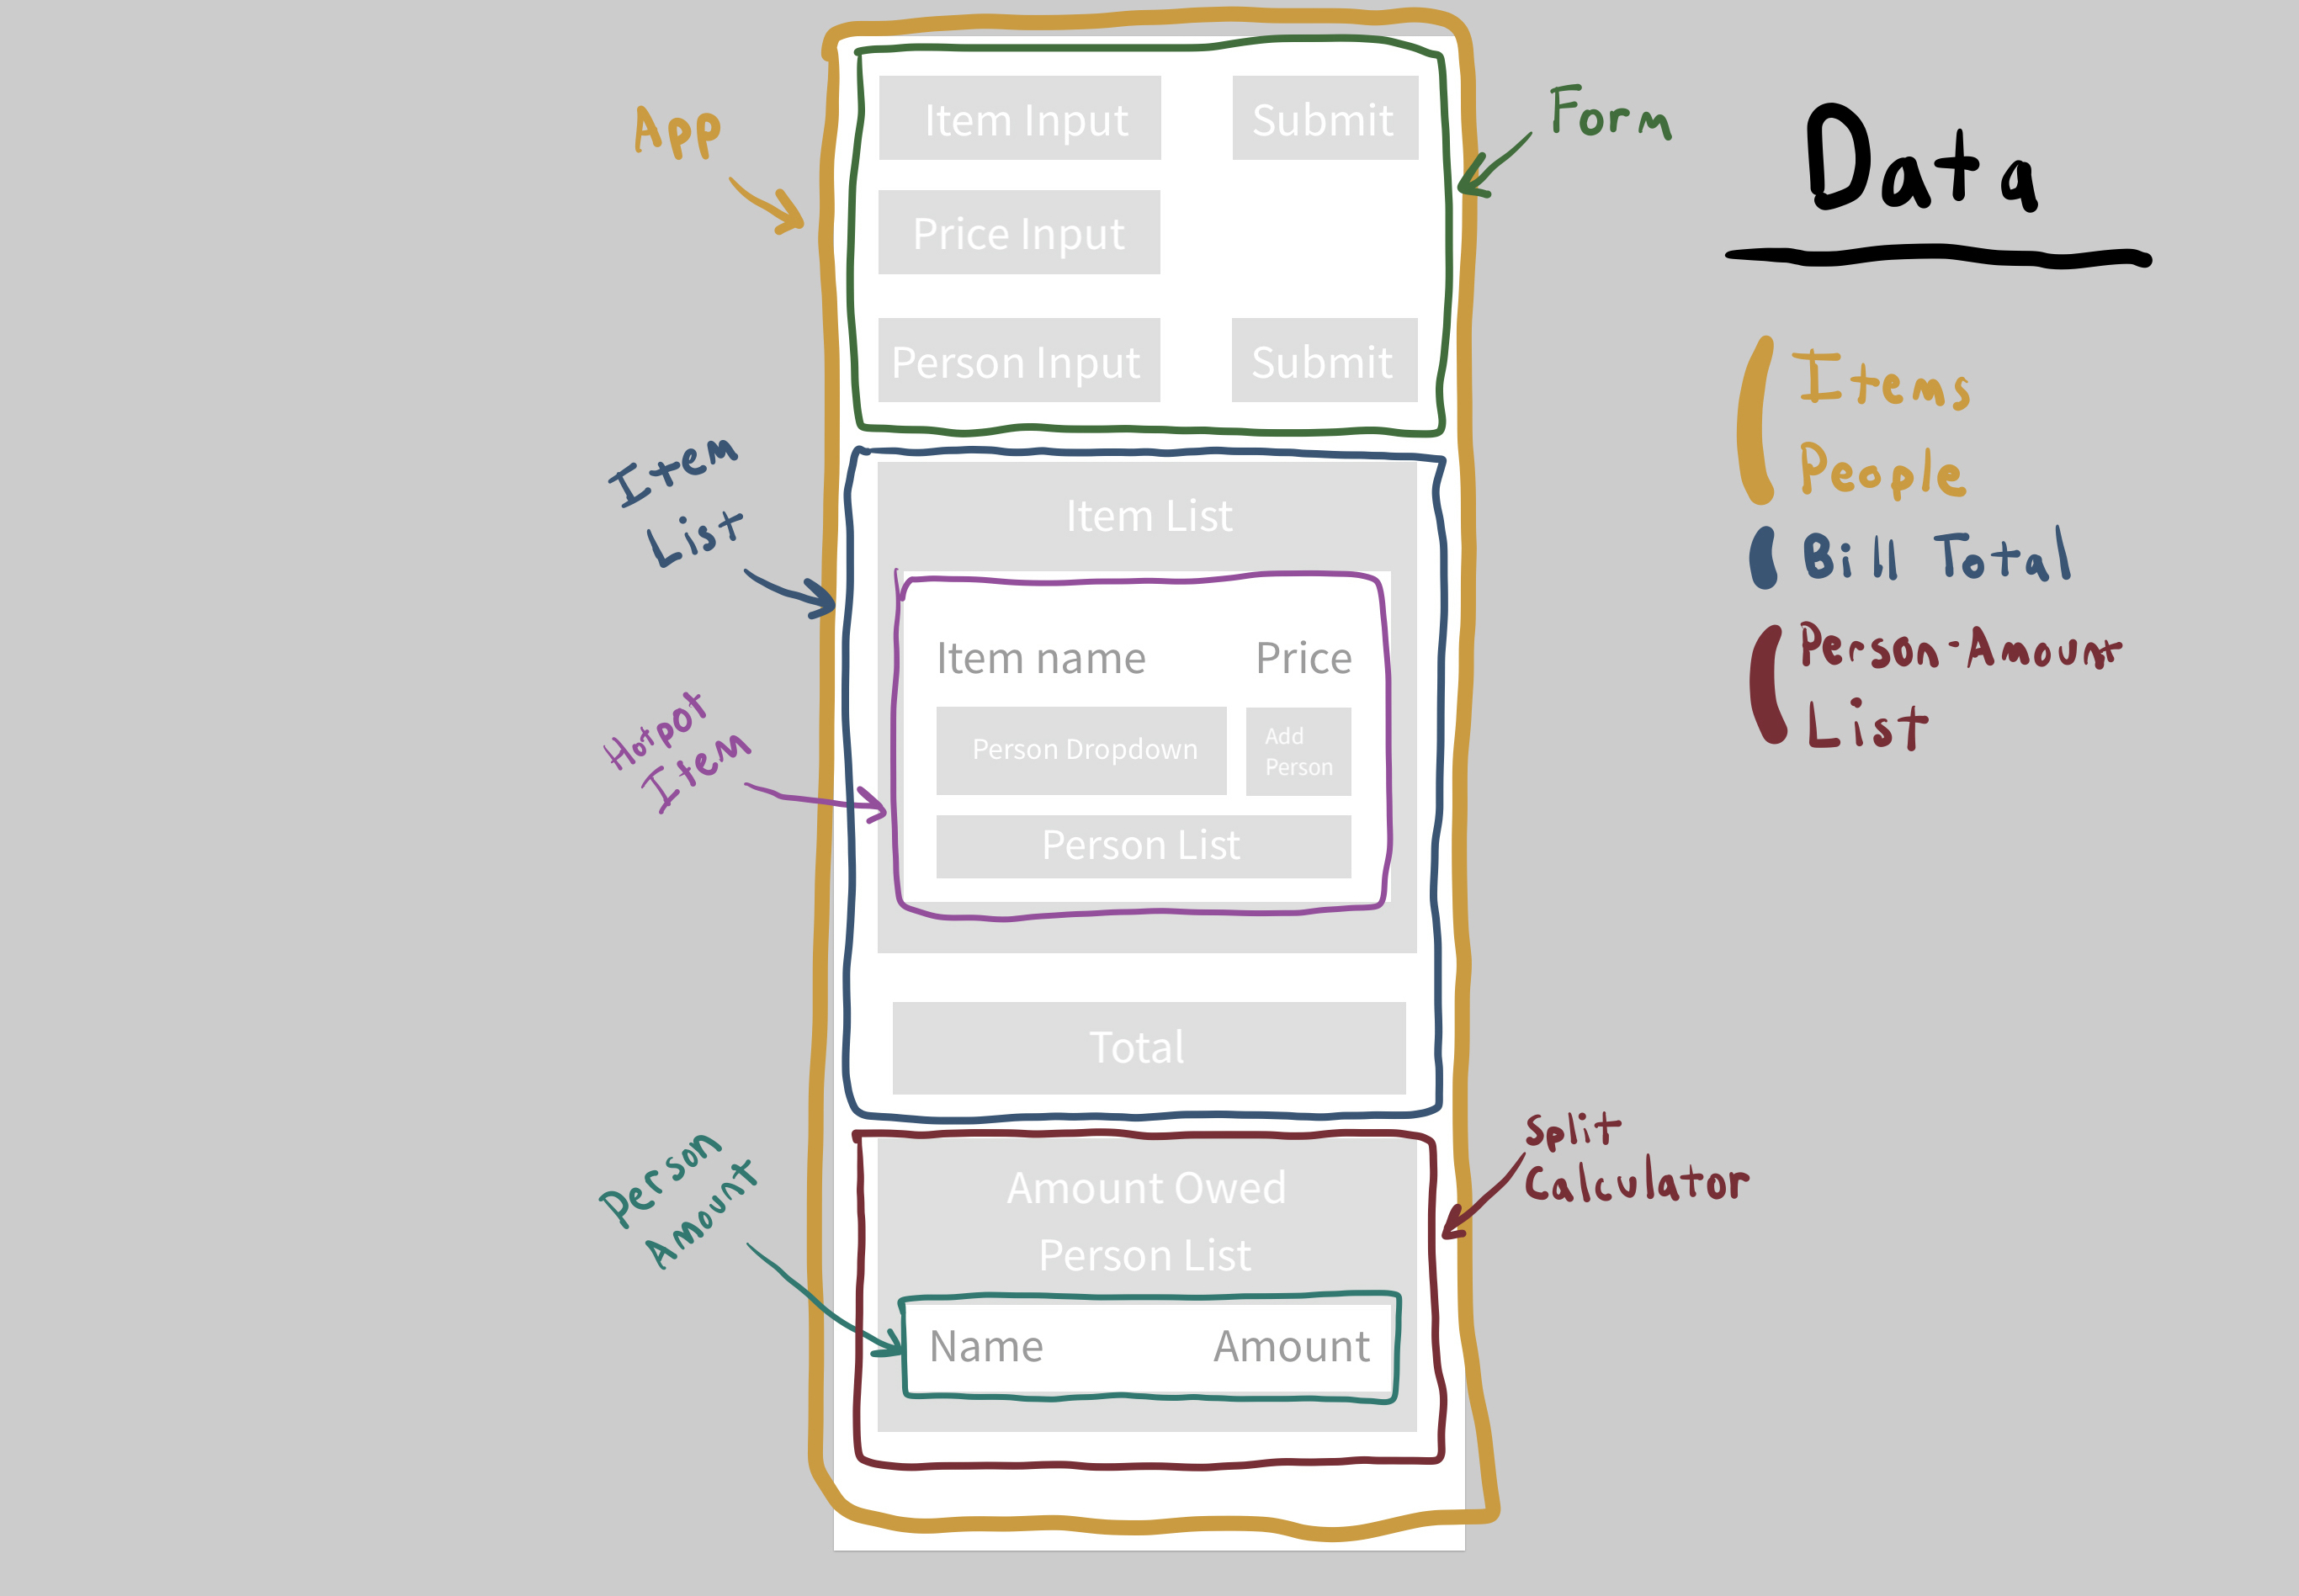 App
Form
Data
Item Input
Submit
Price Input
Person Input
Submit
Items
People
Bill Total
Person-Amount
List
Item
List
Item List
Item name
Price
Person Dropdown
Add
Person
Person List
Item
Total
Split
Calculator
Person
Amount
Amount Owed
Person List
Name
Amount